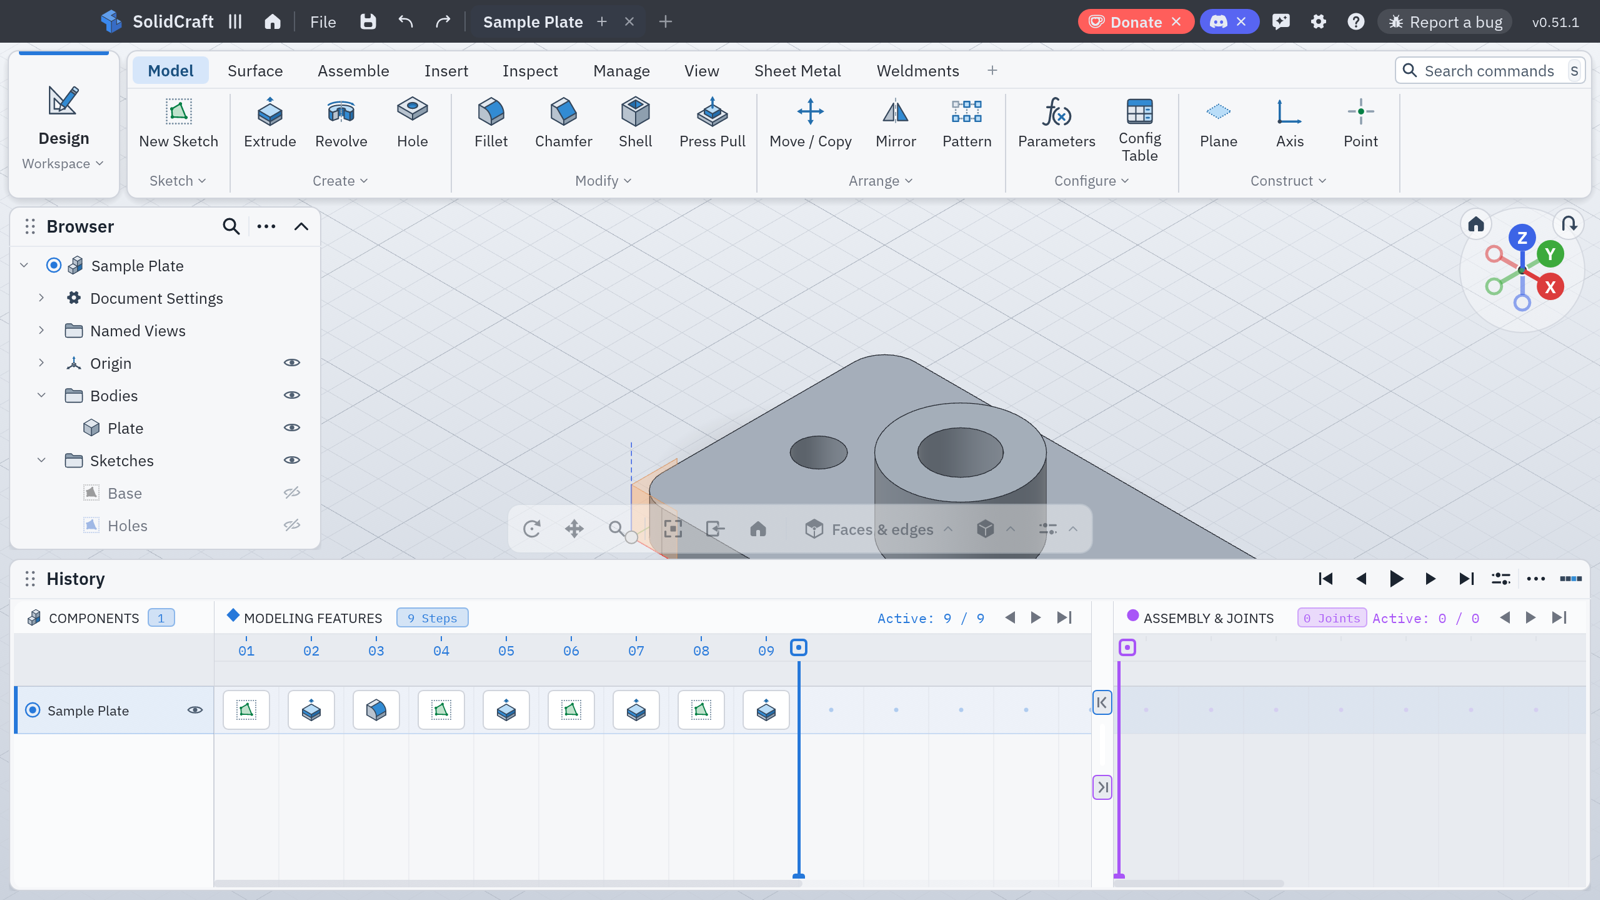 SolidCraft
File
Sample Plate
Donate
Report a bug
v0.51.1
Design
Workspace
Model
Surface
Assemble
Insert
Inspect
Manage
View
Sheet Metal
Weldments
Search commands
S
New Sketch
Extrude
Revolve
Hole
Fillet
Chamfer
Shell
Press Pull
Move / Copy
Mirror
Pattern
Parameters
Config
Table
Plane
Axis
Point
Sketch
Create
Modify
Arrange
Configure
Construct
Browser
Sample Plate
Document Settings
Named Views
Origin
Bodies
Plate
Sketches
Base
Holes
Z
Y
X
Faces & edges
History
COMPONENTS
1
MODELING FEATURES
9 Steps
Active: 9 / 9
ASSEMBLY & JOINTS
0 Joints
Active: 0 / 0
01
02
03
04
05
06
07
08
09
Sample Plate